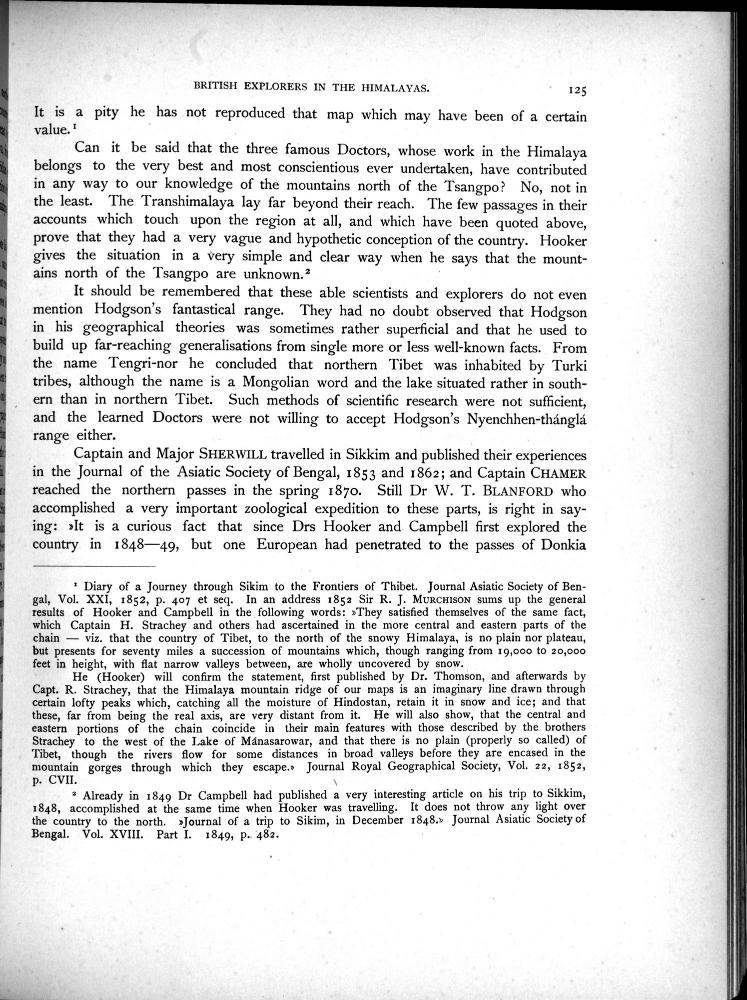 BRITISH EXPLORERS IN THE HIMALAYAS. 125
It is a pity he has not reproduced that map which may have been of a certain
value.¹
Can it be said that the three famous Doctors, whose work in the Himalaya
belongs to the very best and most conscientious ever undertaken, have contributed
in any way to our knowledge of the mountains north of the Tsangpo? No, not in
the least. The Transhimalaya lay far beyond their reach. The few passages in their
accounts which touch upon the region at all, and which have been quoted above,
prove that they had a very vague and hypothetic conception of the country. Hooker
gives the situation in a very simple and clear way when he says that the mount-
ains north of the Tsangpo are unknown.²
It should be remembered that these able scientists and explorers do not even
mention Hodgson's fantastical range. They had no doubt observed that Hodgson
in his geographical theories was sometimes rather superficial and that he used to
build up far-reaching generalisations from single more or less well-known facts. From
the name Tengri-nor he concluded that northern Tibet was inhabited by Turki
tribes, although the name is a Mongolian word and the lake situated rather in south-
ern than in northern Tibet. Such methods of scientific research were not sufficient,
and the learned Doctors were not willing to accept Hodgson's Nyenchhen-thánglá
range either.
Captain and Major SHERWILL travelled in Sikkim and published their experiences
in the Journal of the Asiatic Society of Bengal, 1853 and 1862; and Captain CHAMER
reached the northern passes in the spring 1870. Still Dr W. T. BLANFORD who
accomplished a very important zoological expedition to these parts, is right in say-
ing: »It is a curious fact that since Drs Hooker and Campbell first explored the
country in 1848—49, but one European had penetrated to the passes of Donkia
¹ Diary of a Journey through Sikim to the Frontiers of Thibet. Journal Asiatic Society of Ben-
gal, Vol. XXI, 1852, p. 407 et seq. In an address 1852 Sir R. J. MURCHISON sums up the general
results of Hooker and Campbell in the following words: »They satisfied themselves of the same fact,
which Captain H. Strachey and others had ascertained in the more central and eastern parts of the
chain — viz. that the country of Tibet, to the north of the snowy Himalaya, is no plain nor plateau,
but presents for seventy miles a succession of mountains which, though ranging from 19,000 to 20,000
feet in height, with flat narrow valleys between, are wholly uncovered by snow.
He (Hooker) will confirm the statement, first published by Dr. Thomson, and afterwards by
Capt. R. Strachey, that the Himalaya mountain ridge of our maps is an imaginary line drawn through
certain lofty peaks which, catching all the moisture of Hindostan, retain it in snow and ice; and that
these, far from being the real axis, are very distant from it. He will also show, that the central and
eastern portions of the chain coincide in their main features with those described by the brothers
Strachey to the west of the Lake of Mánasarowar, and that there is no plain (properly so called) of
Tibet, though the rivers flow for some distances in broad valleys before they are encased in the
mountain gorges through which they escape.» Journal Royal Geographical Society, Vol. 22, 1852,
p. CVII.
² Already in 1849 Dr Campbell had published a very interesting article on his trip to Sikkim,
1848, accomplished at the same time when Hooker was travelling. It does not throw any light over
the country to the north. »Journal of a trip to Sikim, in December 1848.» Journal Asiatic Society of
Bengal. Vol. XVIII. Part I. 1849, p. 482.